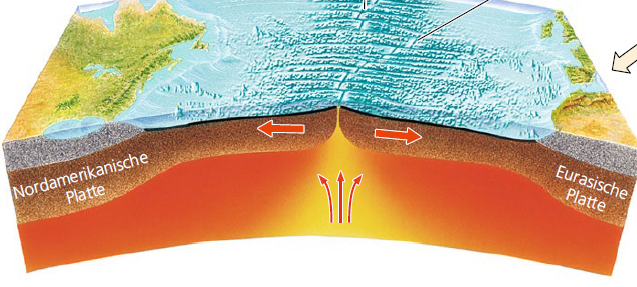 Nordamerikanische
Platte
Eurasische
Platte